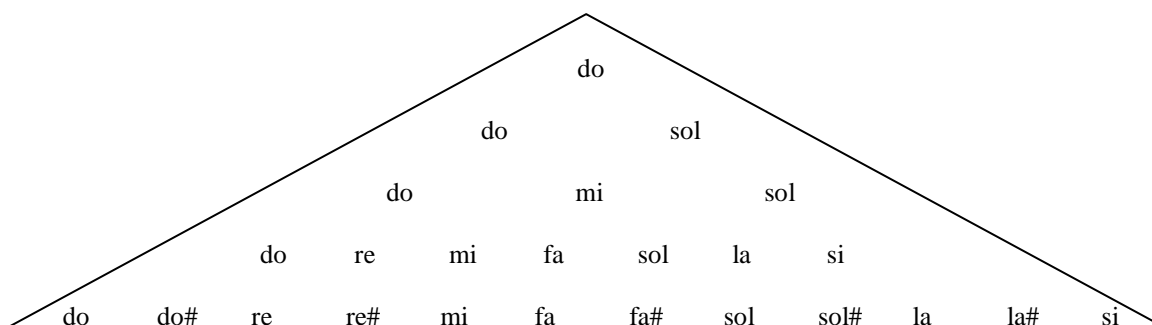 do
do sol
do mi sol
do re mi fa sol la si
do do# re re# mi fa fa# sol sol# la la# si